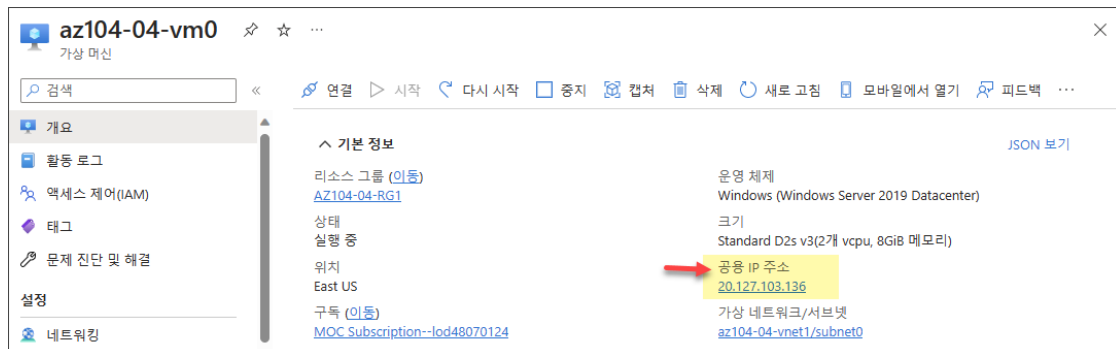 az104-04-vm0
가상 머신
검색
연결 시작 다시 시작 중지 캡처 삭제 새로 고침 모바일에서 열기 피드백
개요
활동 로그
액세스 제어(IAM)
태그
문제 진단 및 해결
설정
네트워킹
기본 정보
JSON 보기
리소스 그룹 (이동)
AZ104-04-RG1
상태
실행 중
위치
East US
구독 (이동)
MOC Subscription--lod48070124
운영 체제
Windows (Windows Server 2019 Datacenter)
크기
Standard D2s v3(2개 vcpu, 8GiB 메모리)
공용 IP 주소
20.127.103.136
가상 네트워크/서브넷
az104-04-vnet1/subnet0